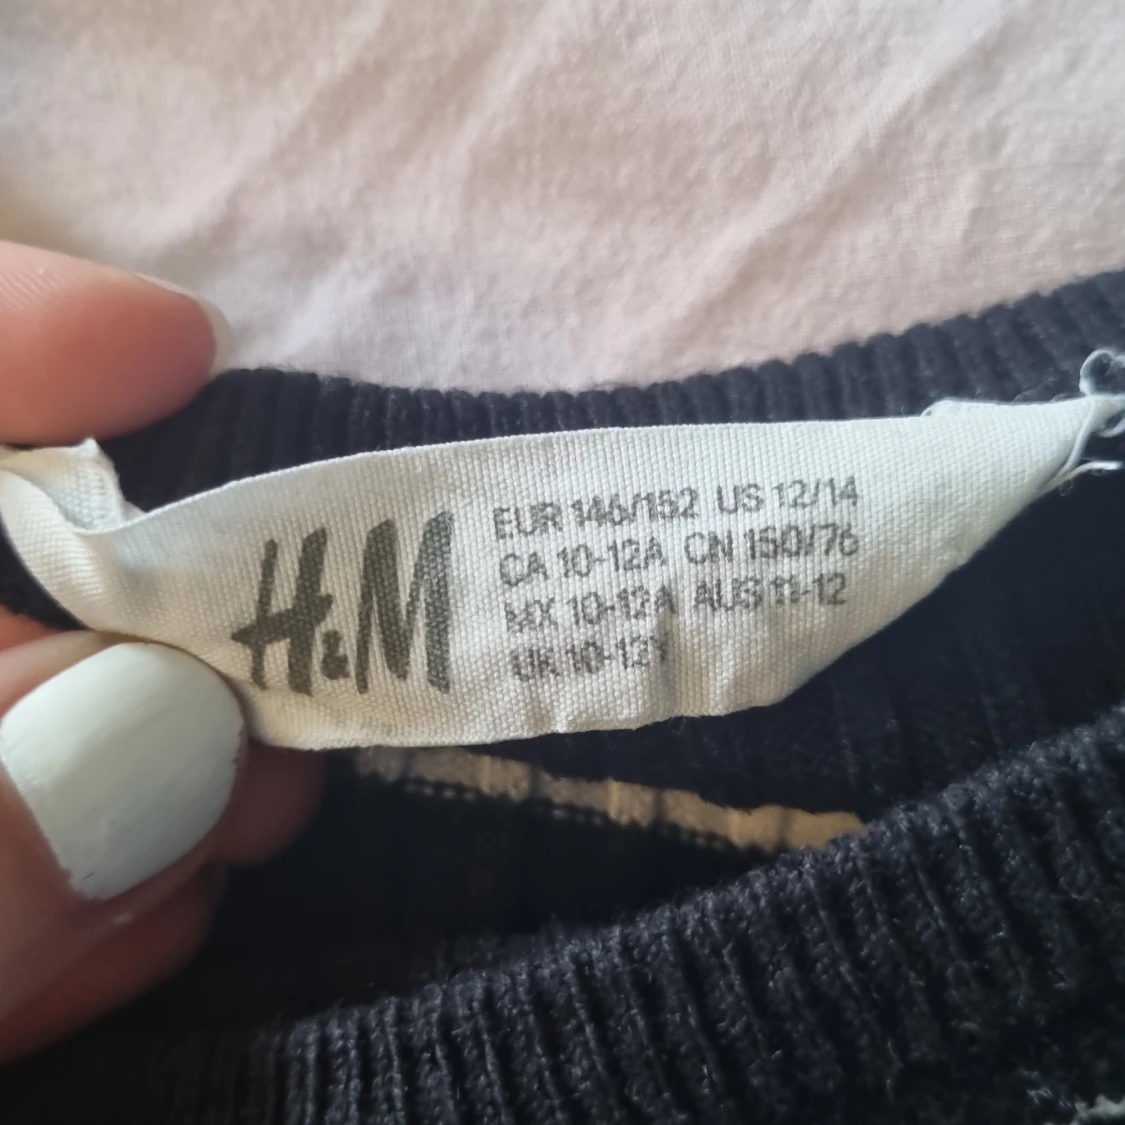 H&M
EUR 146/152 US 12/14
CA 10-12A CN 150/76
MX 10-12A AUS 11-12
UK 10-12Y